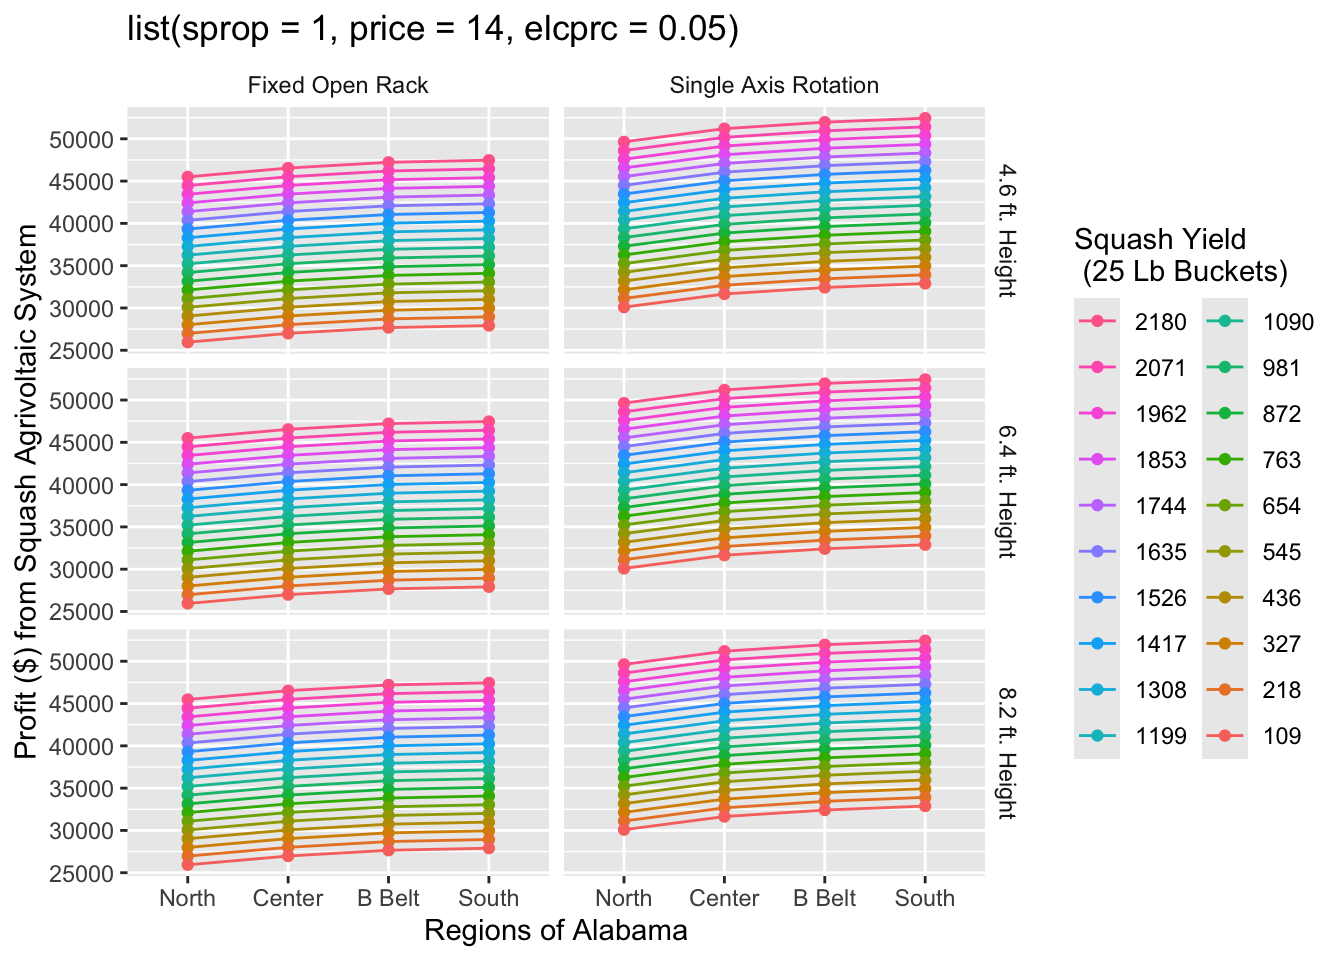 list(sprop = 1, price = 14, elcprc = 0.05)
Fixed Open Rack
Single Axis Rotation
Profit ($) from Squash Agrivoltaic System
50000
45000
40000
35000
30000
25000
4.6 ft. Height
50000
45000
40000
35000
30000
25000
6.4 ft. Height
50000
45000
40000
35000
30000
25000
8.2 ft. Height
North Center B Belt South
North Center B Belt South
Regions of Alabama
Squash Yield
(25 Lb Buckets)
2180 1090
2071 981
1962 872
1853 763
1744 654
1635 545
1526 436
1417 327
1308 218
1199 109